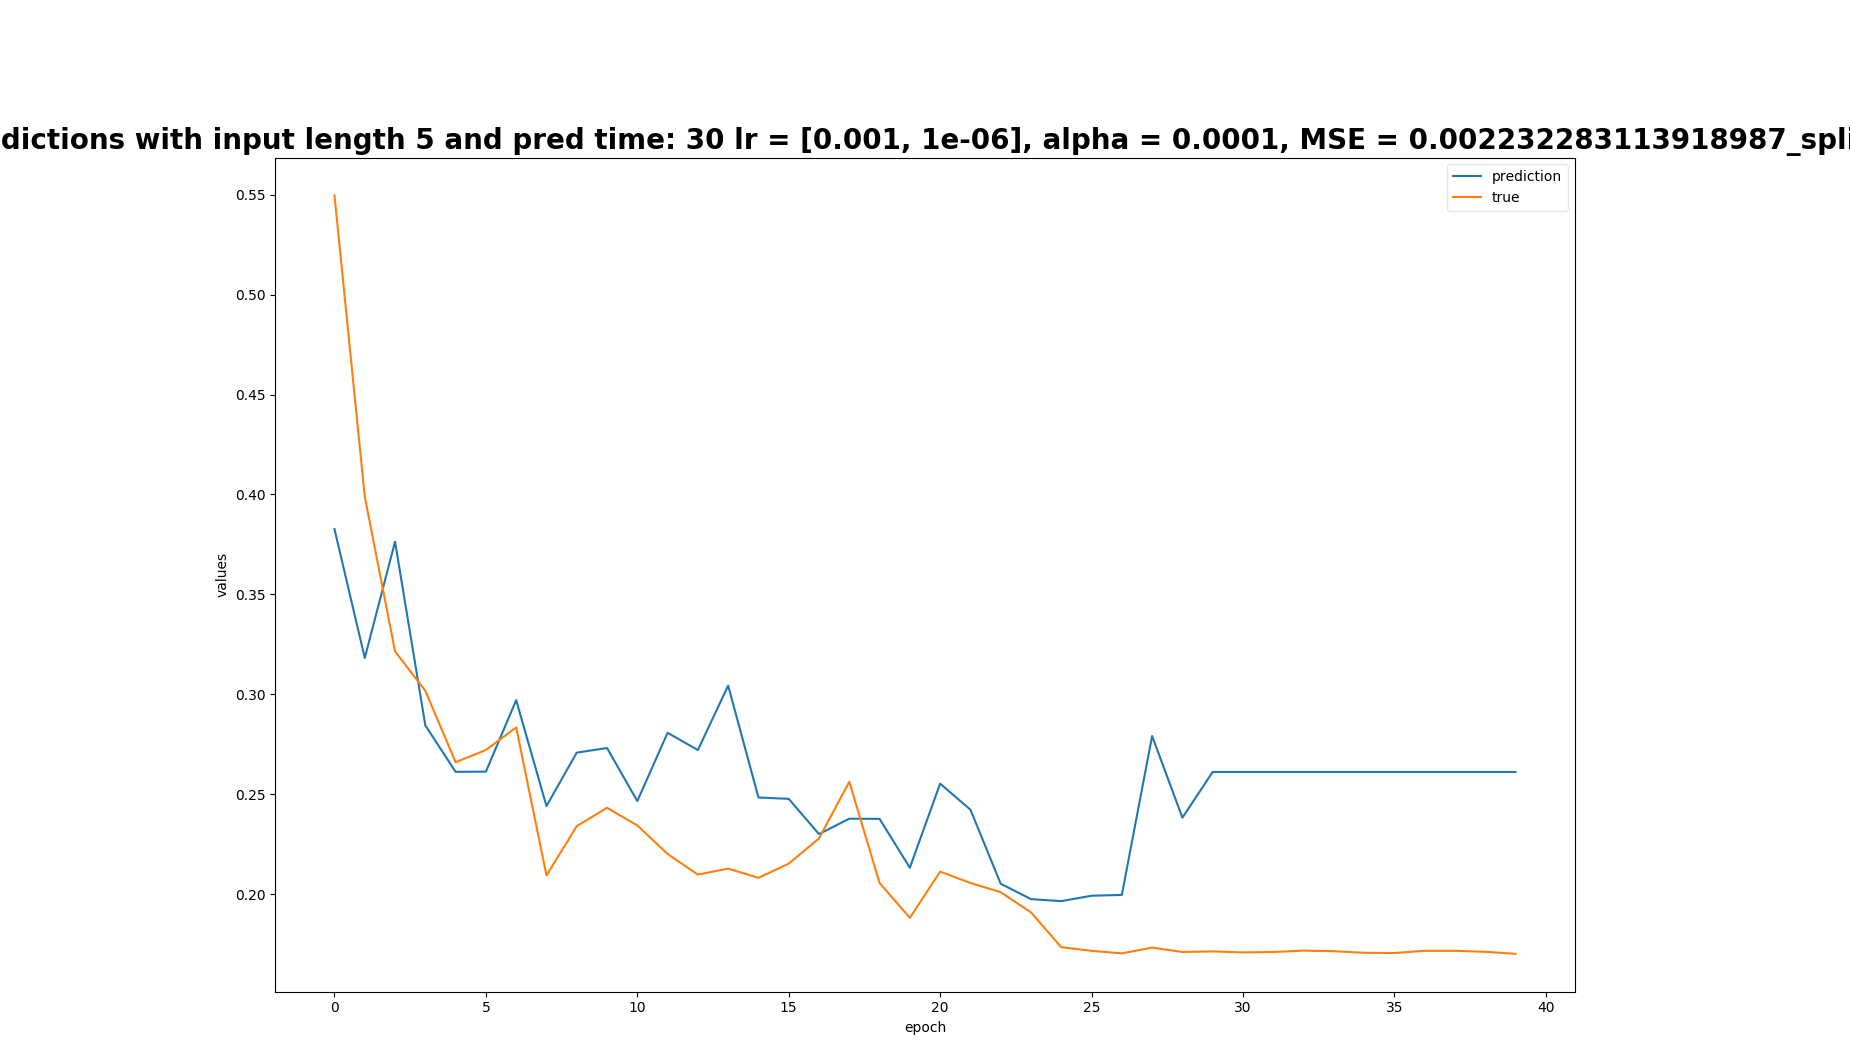 dictions with input length 5 and pred time: 30 lr = [0.001, 1e-06], alpha = 0.0001, MSE = 0.002232283113918987_spli
prediction
true
0.55
0.50
0.45
0.40
0.35
0.30
0.25
0.20
values
0 5 10 15 20 25 30 35 40
epoch